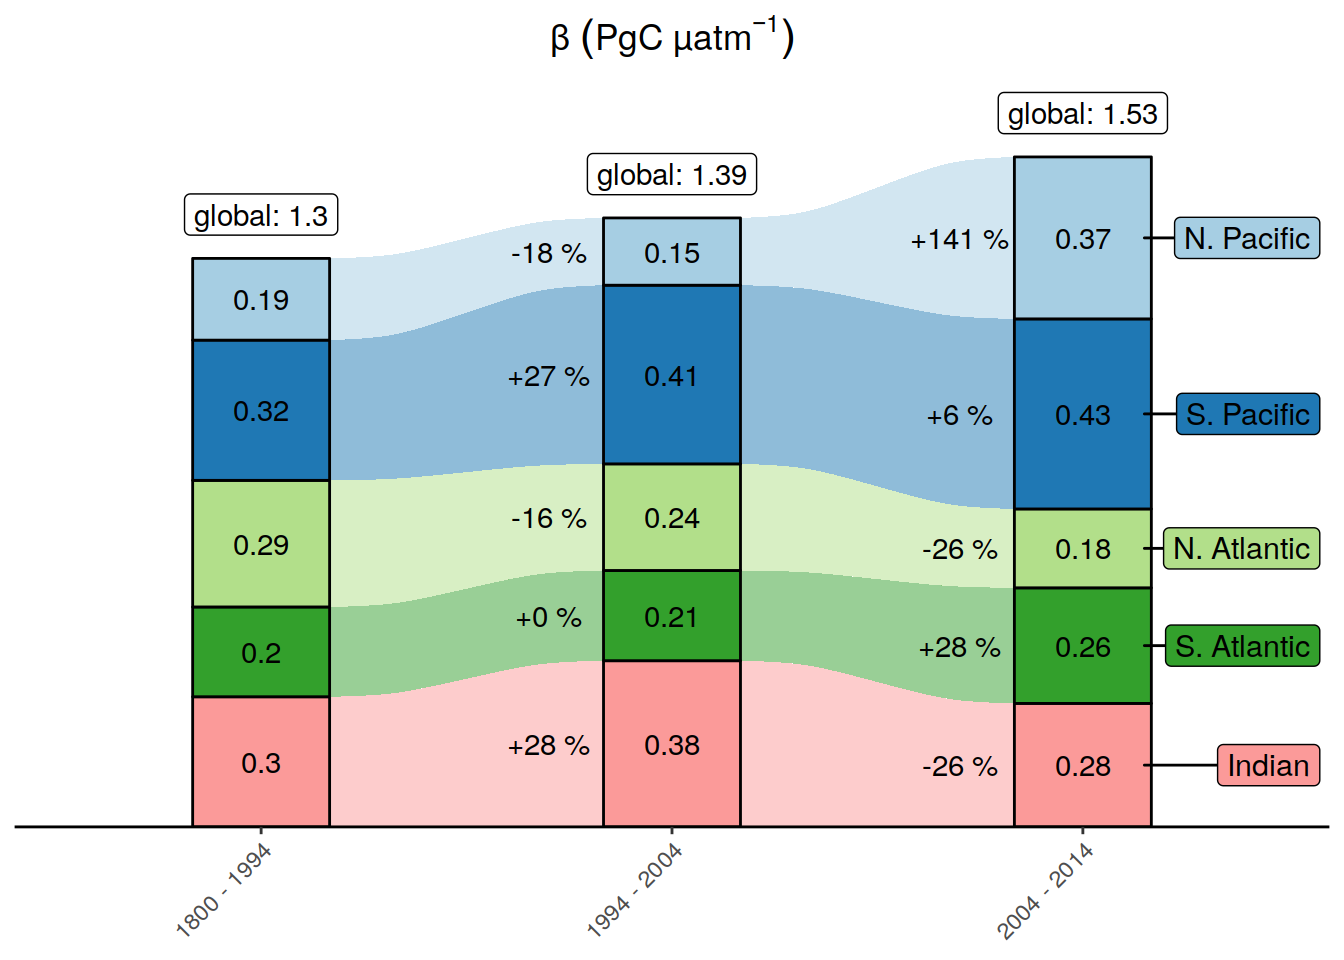 β (PgC µatm⁻¹)
global: 1.53
global: 1.39
global: 1.3
0.19
-18 %
0.15
+141 %
0.37
N. Pacific
0.32
+27 %
0.41
+6 %
0.43
S. Pacific
0.29
-16 %
0.24
-26 %
0.18
N. Atlantic
0.2
+0 %
0.21
+28 %
0.26
S. Atlantic
0.3
+28 %
0.38
-26 %
0.28
Indian
1800 - 1994
1994 - 2004
2004 - 2014